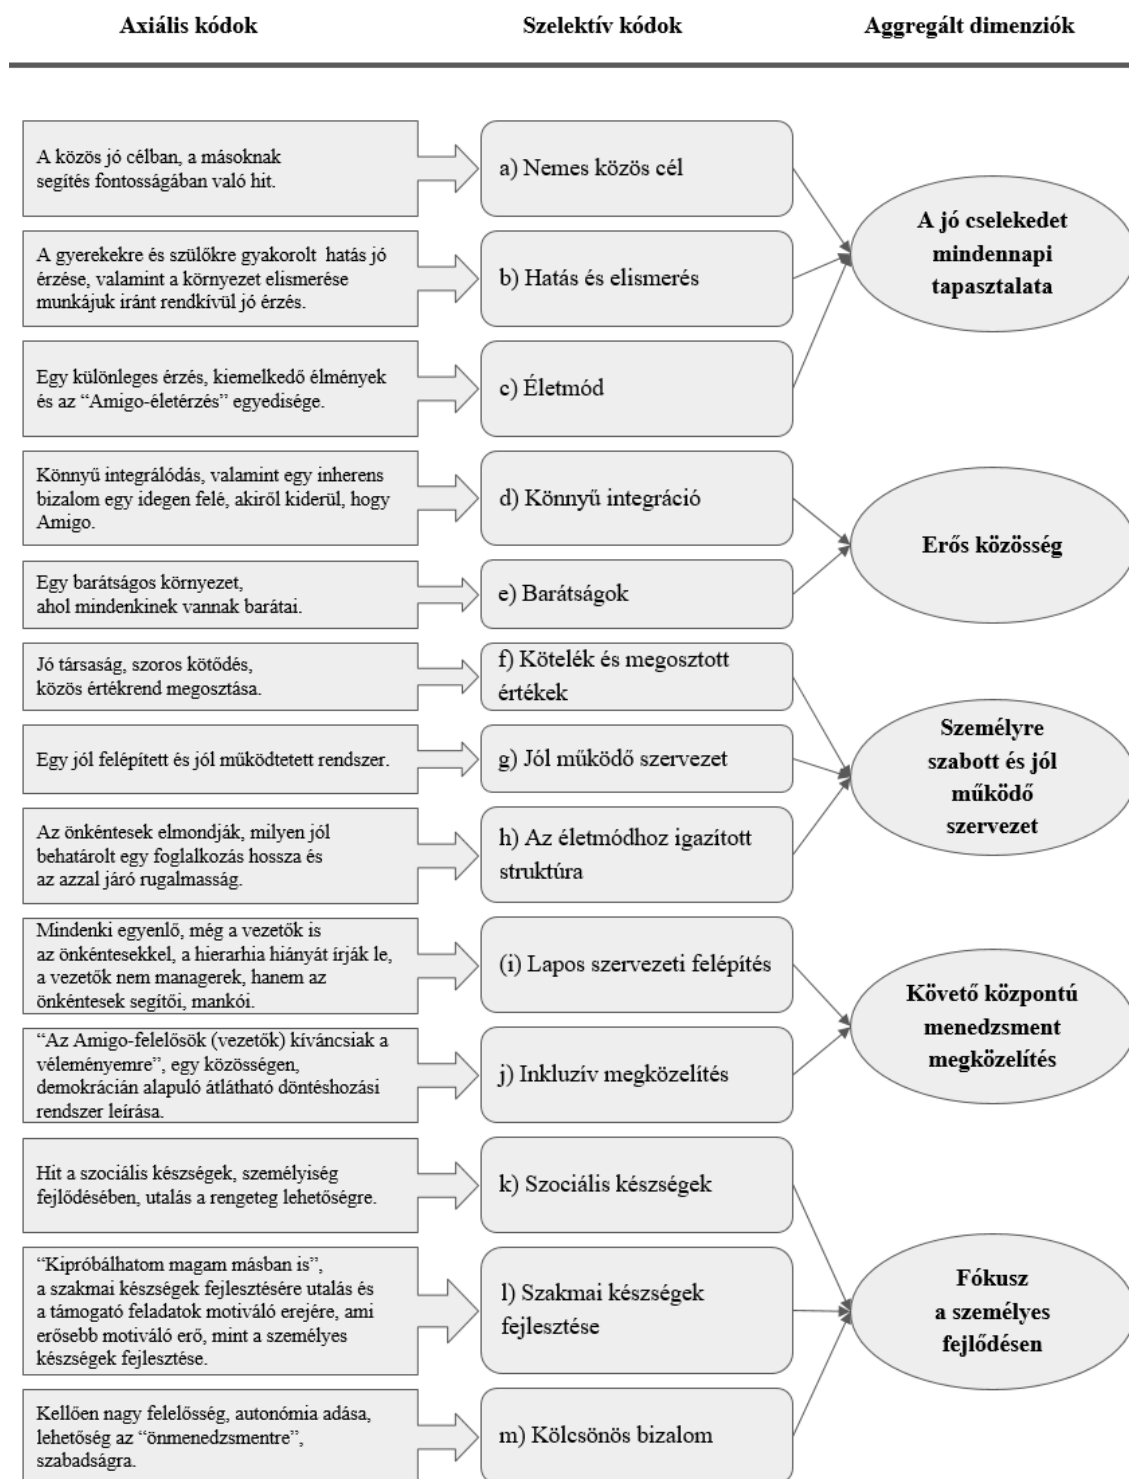 Axiális kódok
Szelektív kódok
Aggregált dimenziók
A közös jó célban, a másoknak
segítés fontosságában való hit.
a) Nemes közös cél
A gyerekekre és szülőkre gyakorolt hatás jó
érzése, valamint a környezet elismerése
munkájuk iránt rendkívül jó érzés.
b) Hatás és elismerés
Egy különleges érzés, kiemelkedő élmények
és az “Amigo-életérzés” egyedisége.
c) Életmód
A jó cselekedet
mindennapi
tapasztalata
Könnyű integrálódás, valamint egy inherens
bizalom egy idegen felé, akiről kiderül, hogy
Amigo.
d) Könnyű integráció
Egy barátságos környezet,
ahol mindenkinek vannak barátai.
e) Barátságok
Erős közösség
Jó társaság, szoros kötődés,
közös értékrend megosztása.
f) Kötelék és megosztott
értékek
Egy jól felépített és jól működtetett rendszer.
g) Jól működő szervezet
Az önkéntesek elmondják, milyen jól
behatárolt egy foglalkozás hossza és
az azzal járó rugalmasság.
h) Az életmódhoz igazított
struktúra
Személyre
szabott és jól
működő
szervezet
Mindenki egyenlő, még a vezetők is
az önkéntesekkel, a hierarhia hiányát írják le,
a vezetők nem managerek, hanem az
önkéntesek segítői, mankói.
(i) Lapos szervezeti felépítés
“Az Amigo-felelősök (vezetők) kíváncsiak a
véleményemre”, egy közösségen,
demokrácián alapuló átlátható döntéshozási
rendszer leírása.
j) Inkluzív megközelítés
Követő központú
menedzsment
megközelítés
Hit a szociális készségek, személyiség
fejlődésében, utalás a rengeteg lehetőségre.
k) Szociális készségek
“Kipróbálhatom magam másban is”,
a szakmai készségek fejlesztésére utalás és
a támogató feladatok motiváló erejére, ami
erősebb motiváló erő, mint a személyes
készségek fejlesztése.
l) Szakmai készségek
fejlesztése
Kellően nagy felelősség, autonómia adása,
lehetőség az “önmenedzsmentre”,
szabadságra.
m) Kölcsönös bizalom
Fókusz
a személyes
fejlődésen